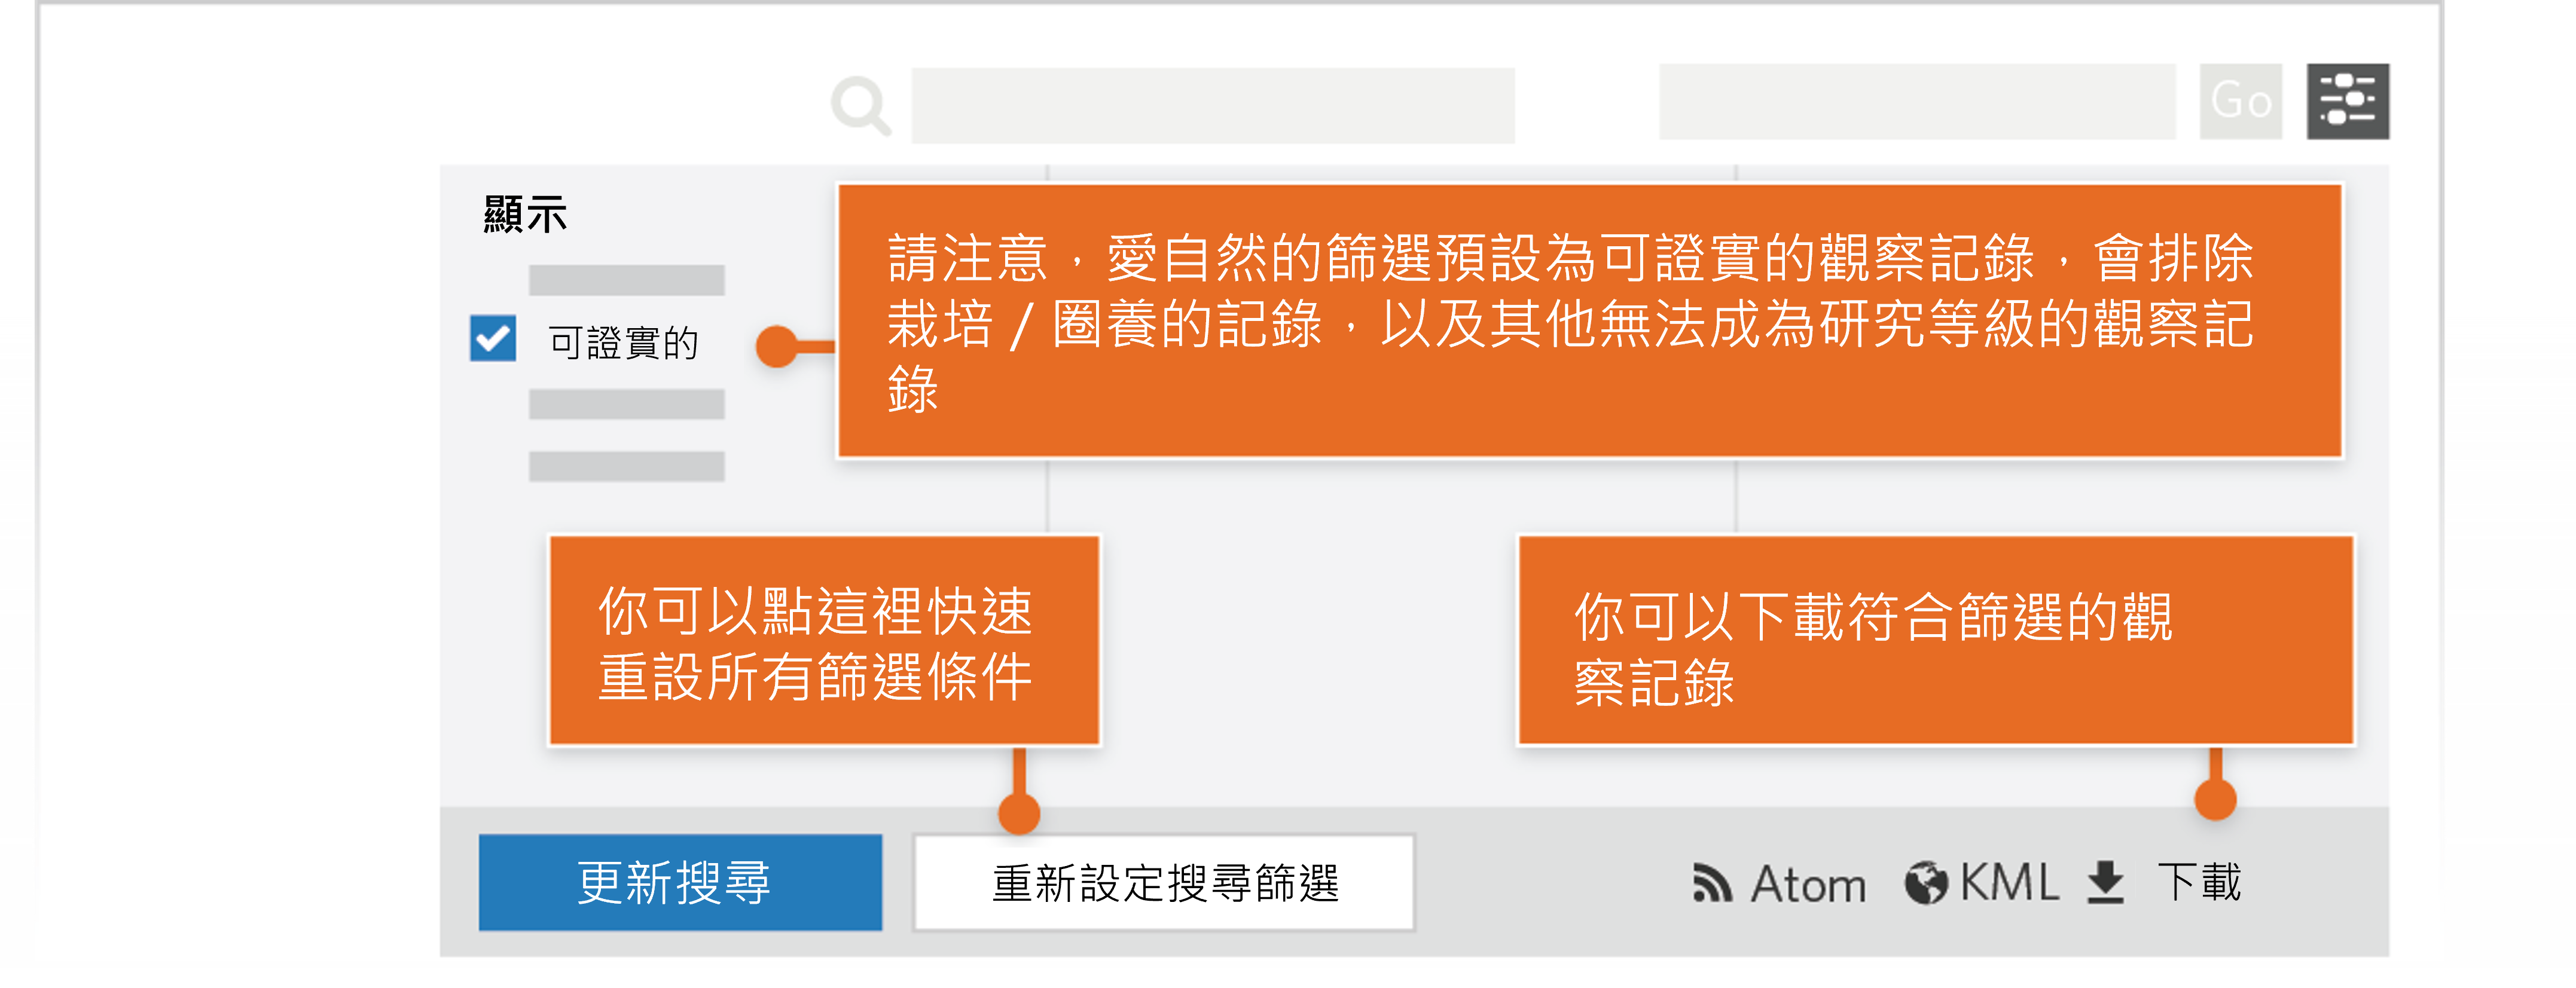 Go
顯示
請注意，愛自然的篩選預設為可證實的觀察記錄，會排除
栽培 / 圈養的記錄，以及其他無法成為研究等級的觀察記
錄
可證實的
你可以點這裡快速
重設所有篩選條件
你可以下載符合篩選的觀
察記錄
更新搜尋
重新設定搜尋篩選
Atom
KML
下載